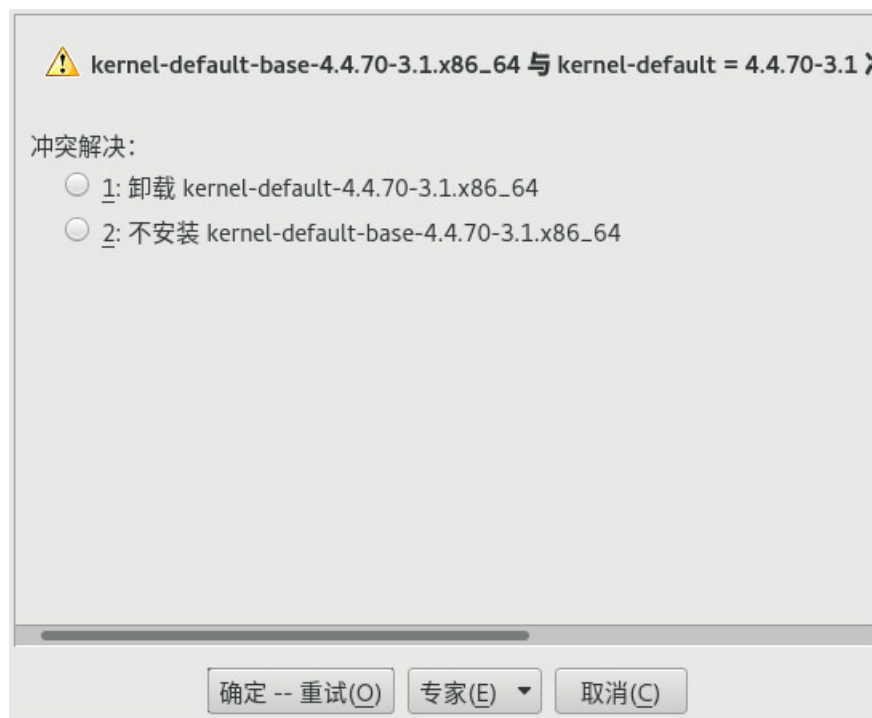 kernel-default-base-4.4.70-3.1.x86_64 与 kernel-default = 4.4.70-3.1
冲突解决：
1: 卸载 kernel-default-4.4.70-3.1.x86_64
2: 不安装 kernel-default-base-4.4.70-3.1.x86_64
确定 -- 重试(O) 专家(E) 取消(C)